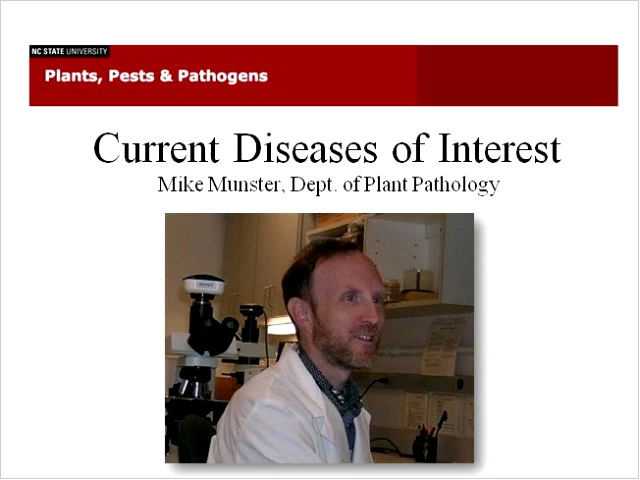 NC STATE UNIVERSITY
Plants, Pests & Pathogens
Current Diseases of Interest
Mike Munster, Dept. of Plant Pathology